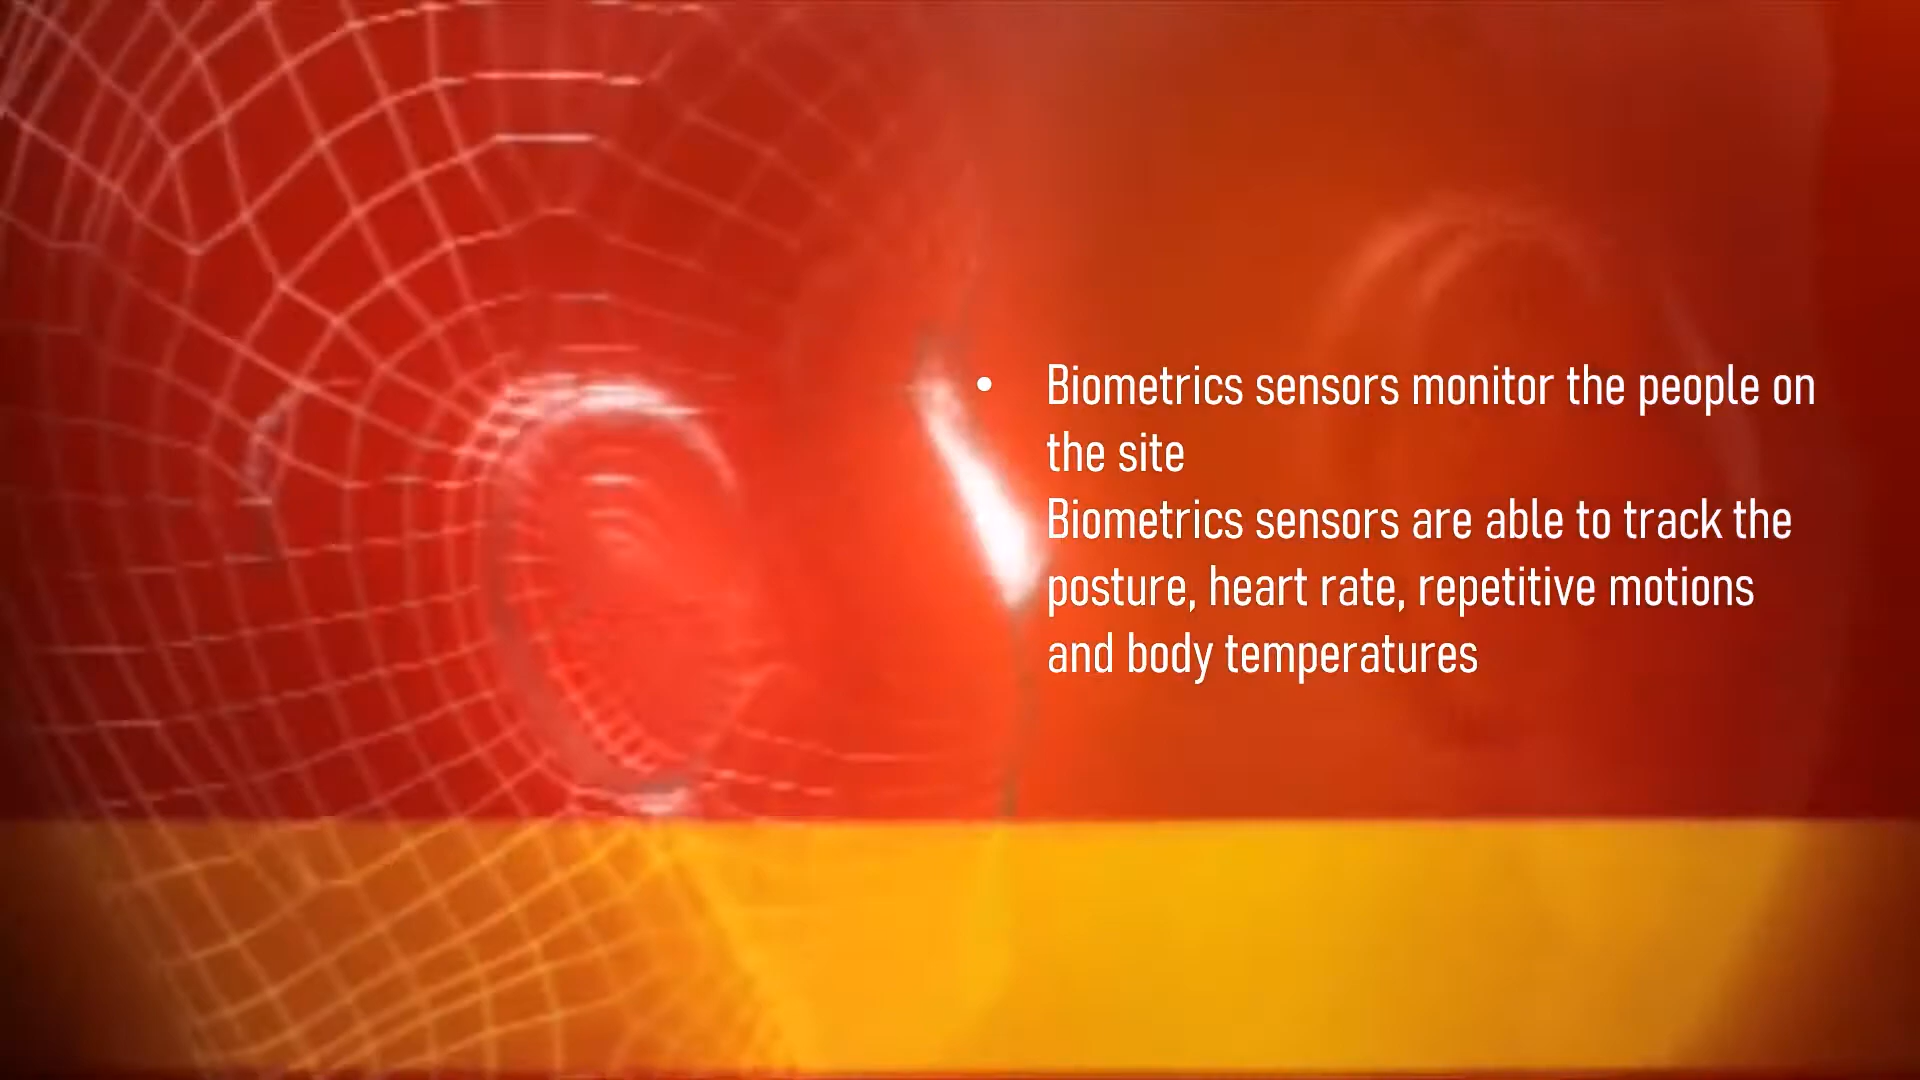 • Biometrics sensors monitor the people on
the site
Biometrics sensors are able to track the
posture, heart rate, repetitive motions
and body temperatures